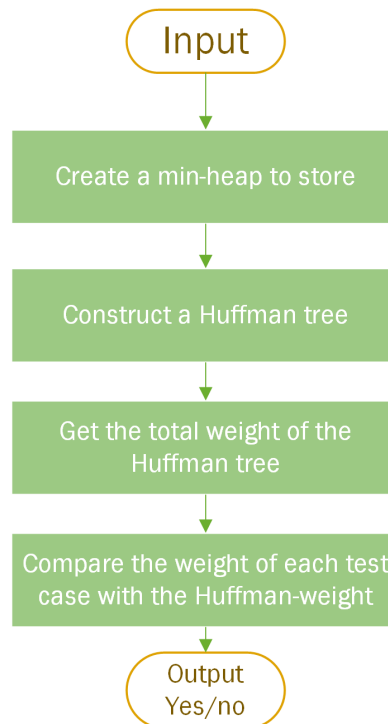 Input
Create a min-heap to store
Construct a Huffman tree
Get the total weight of the
Huffman tree
Compare the weight of each test
case with the Huffman-weight
Output
Yes/no